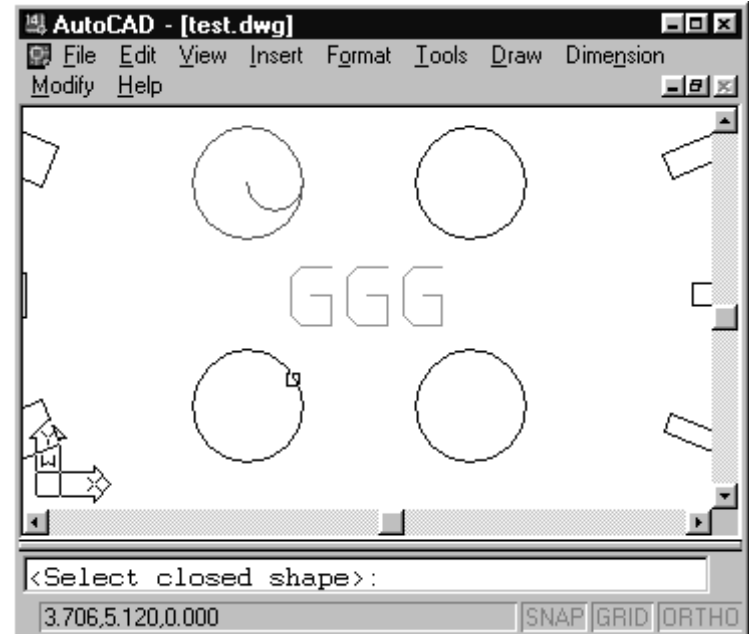 AutoCAD - [test.dwg]
File Edit View Insert Format Tools Draw Dimension
Modify Help
GGG
Y
W
X
<Select closed shape>:
3.706,5.120,0.000 SNAP GRID ORTHO